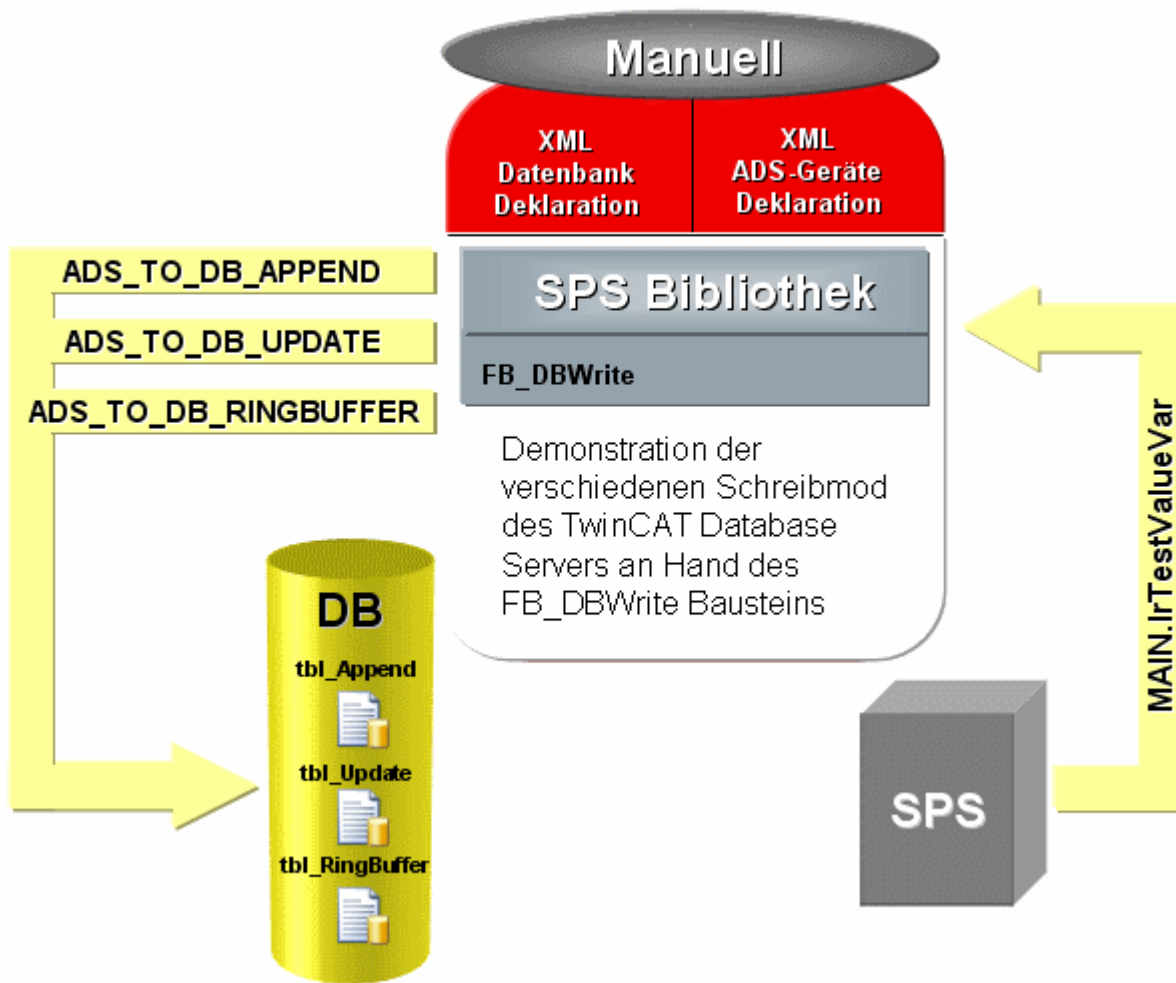 Manuell
XML
Datenbank
Deklaration
XML
ADS-Geräte
Deklaration
ADS_TO_DB_APPEND
ADS_TO_DB_UPDATE
ADS_TO_DB_RINGBUFFER
SPS Bibliothek
FB_DBWrite
Demonstration der
verschiedenen Schreibmod
des TwinCAT Database
Servers an Hand des
FB_DBWrite Bausteins
DB
tbl_Append
tbl_Update
tbl_RingBuffer
SPS
MAIN.lrTestValueVar